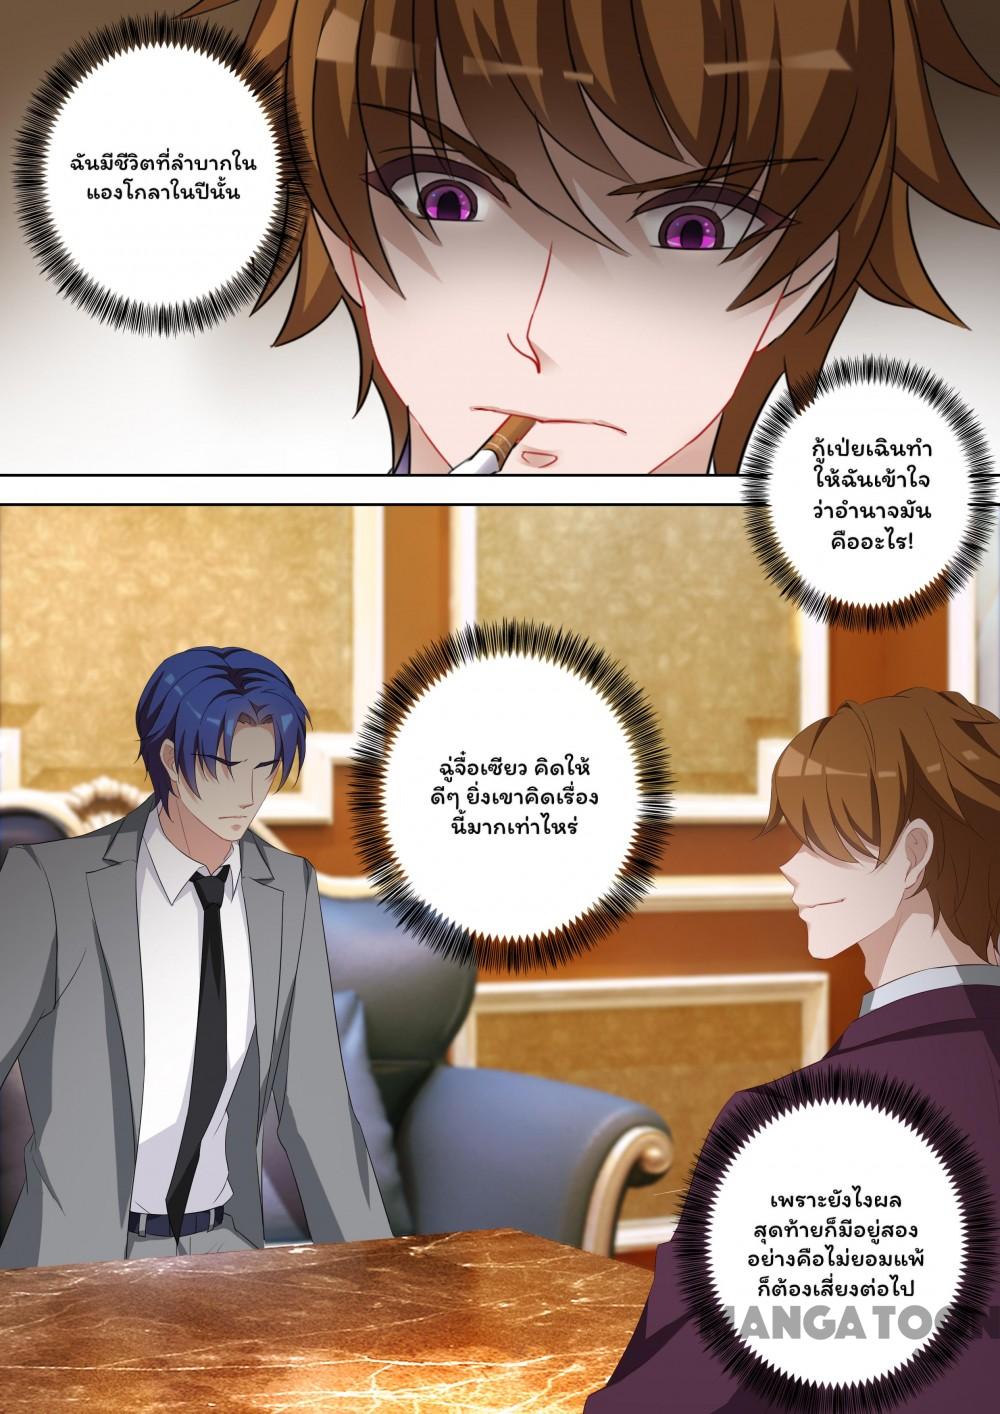 ฉันมีชีวิตที่ลำบากใน
แองโกลาในปีนั้น
กู้เป่ยเฉินทำ
ให้ฉันเข้าใจ
ว่าอำนาจมัน
คืออะไร!
ฉู่จื่อเซียว คิดให้
ดีๆ ยิ่งเขาคิดเรื่อง
นี้มากเท่าไหร่
เพราะยังไงผล
สุดท้ายก็มีอยู่สอง
อย่างคือไม่ยอมแพ้
ก็ต้องเสี่ยงต่อไป
MANGATOON